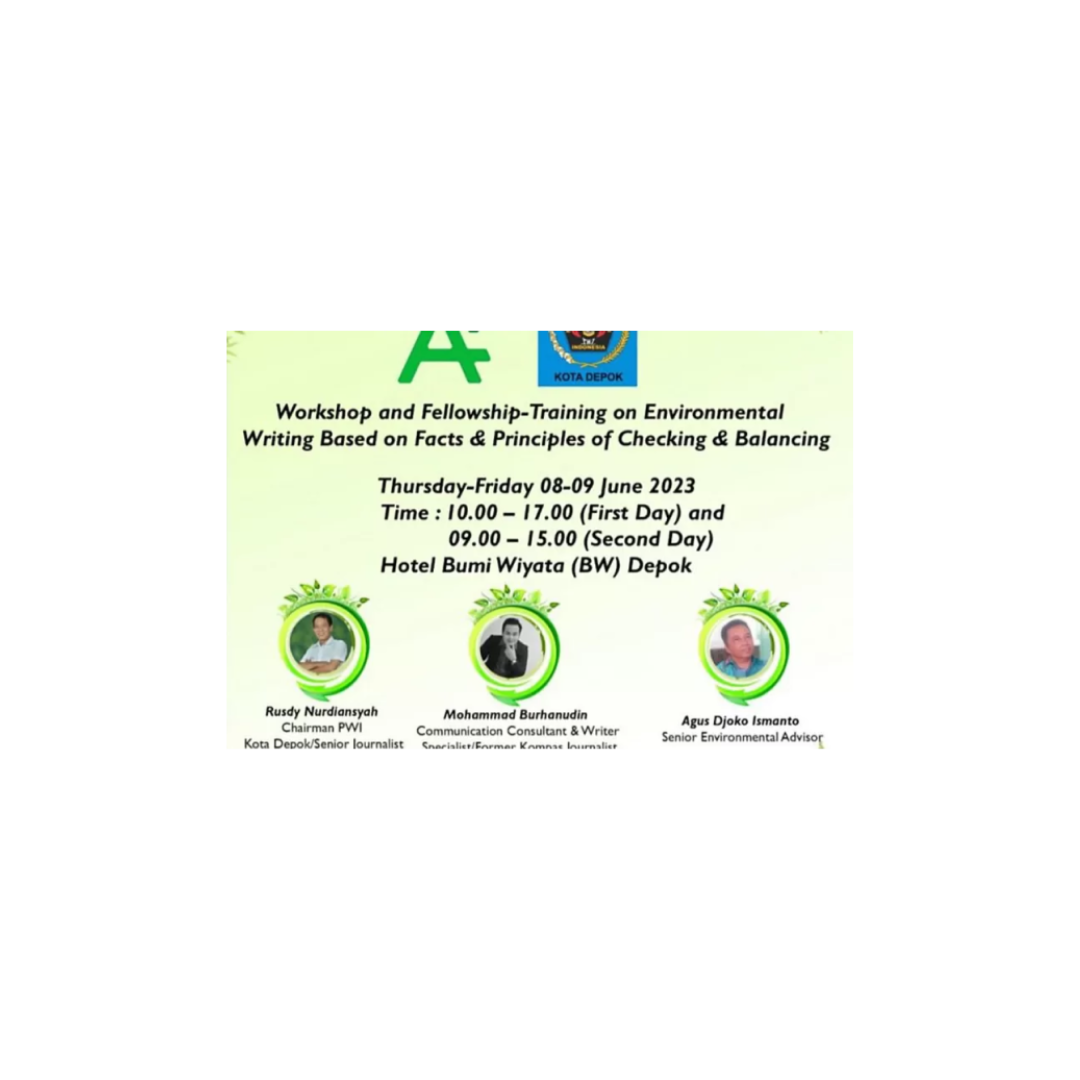 INDONESIA
KOTA DEPOK
Workshop and Fellowship-Training on Environmental
Writing Based on Facts & Principles of Checking & Balancing
Thursday-Friday 08-09 June 2023
Time : 10.00 – 17.00 (First Day) and
09.00 – 15.00 (Second Day)
Hotel Bumi Wiyata (BW) Depok
Rusdy Nurdiansyah
Chairman PWI
Kota Depok/Senior Journalist
Mohammad Burhanudin
Communication Consultant & Writer
Specialist/Former Kompas Journalist
Agus Djoko Ismanto
Senior Environmental Advisor